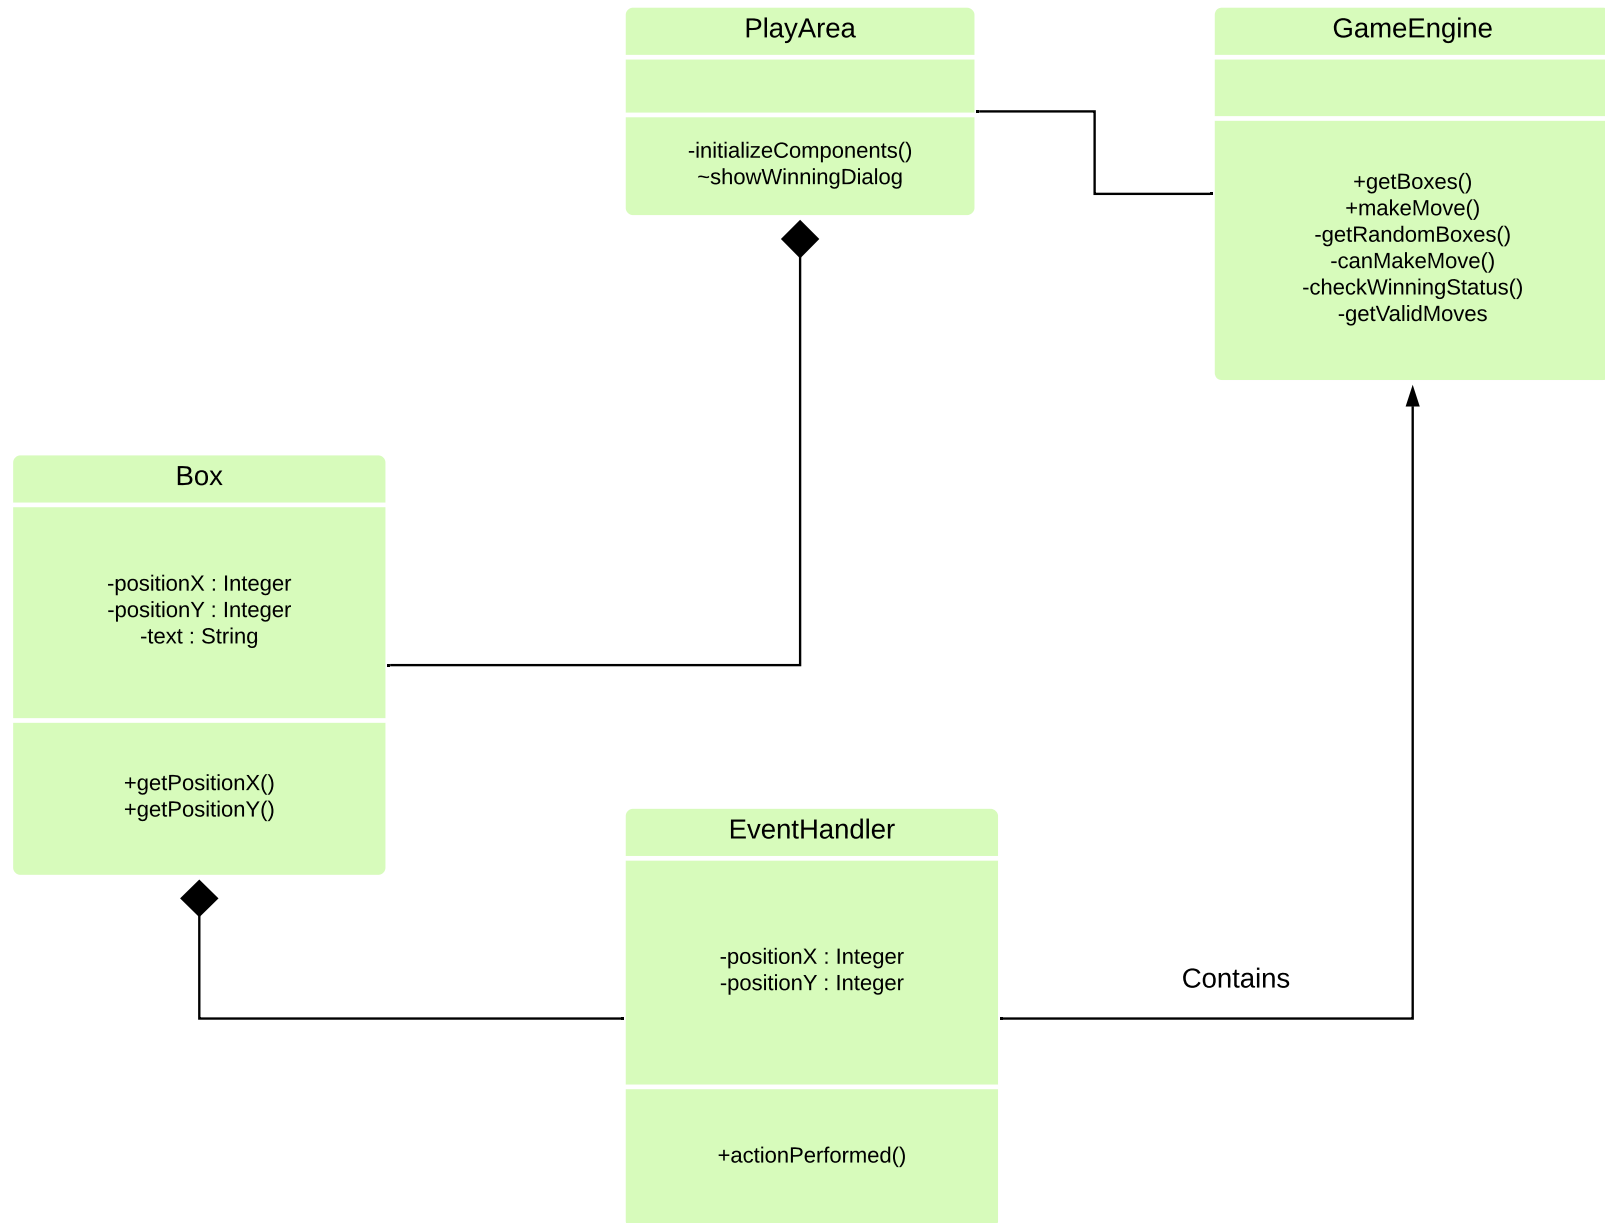 PlayArea
-initializeComponents()
~showWinningDialog
GameEngine
+getBoxes()
+makeMove()
-getRandomBoxes()
-canMakeMove()
-checkWinningStatus()
-getValidMoves
Box
-positionX : Integer
-positionY : Integer
-text : String
+getPositionX()
+getPositionY()
EventHandler
-positionX : Integer
-positionY : Integer
+actionPerformed()
Contains